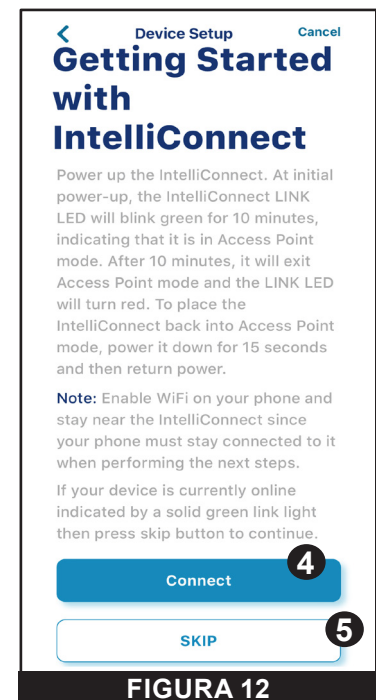 Device Setup Cancel
Getting Started
with
IntelliConnect
Power up the IntelliConnect. At initial
power-up, the IntelliConnect LINK
LED will blink green for 10 minutes,
indicating that it is in Access Point
mode. After 10 minutes, it will exit
Access Point mode and the LINK LED
will turn red. To place the
IntelliConnect back into Access Point
mode, power it down for 15 seconds
and then return power.
Note: Enable WiFi on your phone and
stay near the IntelliConnect since
your phone must stay connected to it
when performing the next steps.
If your device is currently online
indicated by a solid green link light
then press skip button to continue.
4
Connect
5
SKIP
FIGURA 12